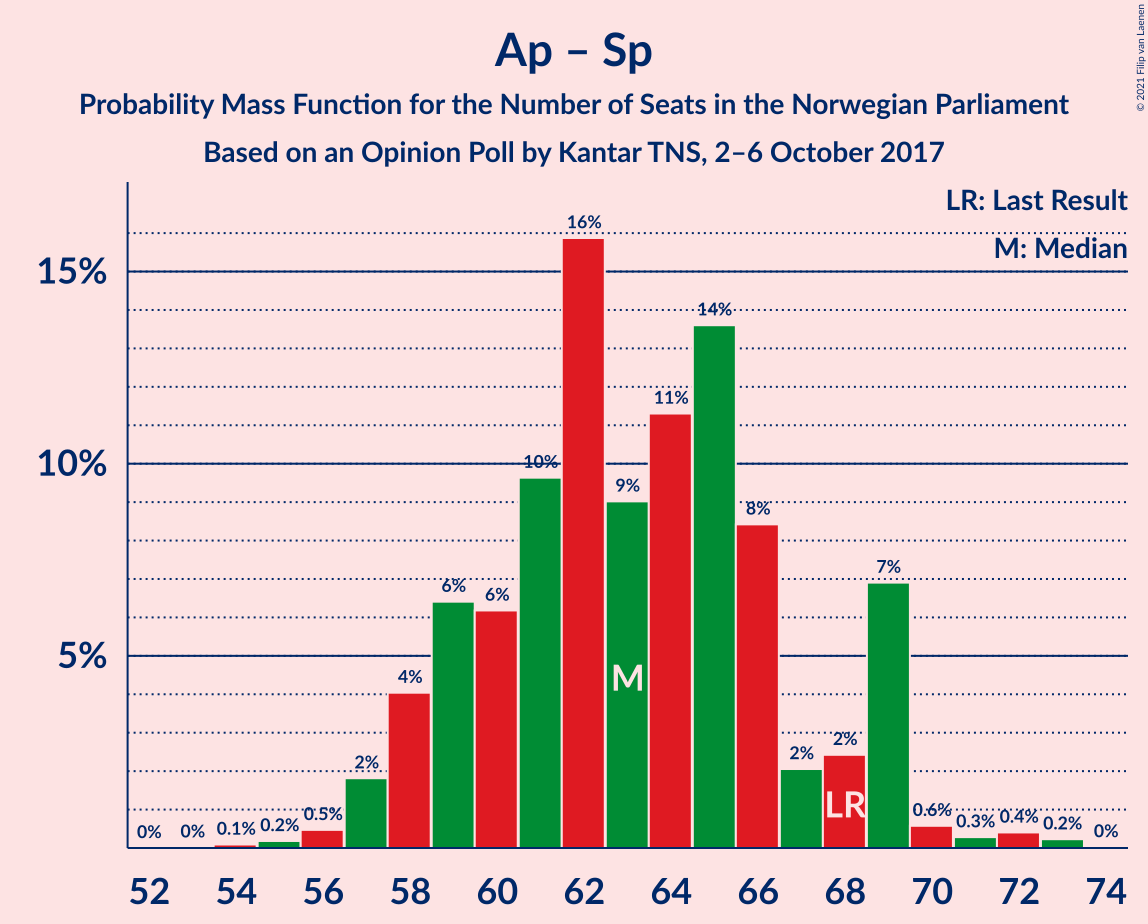 Ap – Sp
Probability Mass Function for the Number of Seats in the Norwegian Parliament
Based on an Opinion Poll by Kantar TNS, 2–6 October 2017
© 2021 Filip van Laenen
LR: Last Result
M: Median
15%
10%
5%
0%
0%
0.1%
0.2%
0.5%
2%
4%
6%
6%
10%
16%
9%
11%
14%
8%
2%
2%
7%
0.6%
0.3%
0.4%
0.2%
0%
M
LR
52 54 56 58 60 62 64 66 68 70 72 74